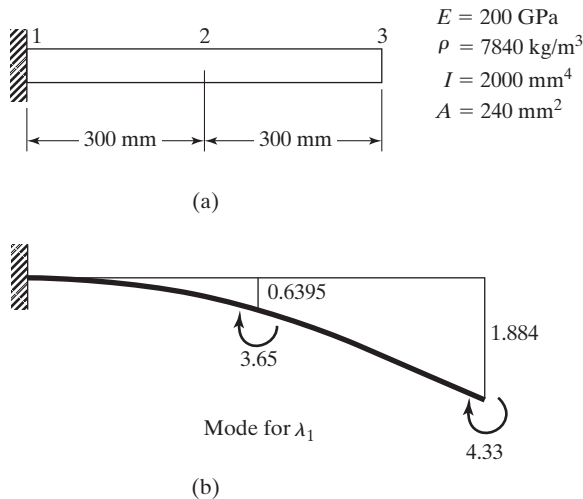 E = 200 GPa
ρ = 7840 kg/m³
I = 2000 mm⁴
A = 240 mm²
1 2 3
300 mm 300 mm
(a)
0.6395
1.884
3.65
4.33
Mode for λ₁
(b)